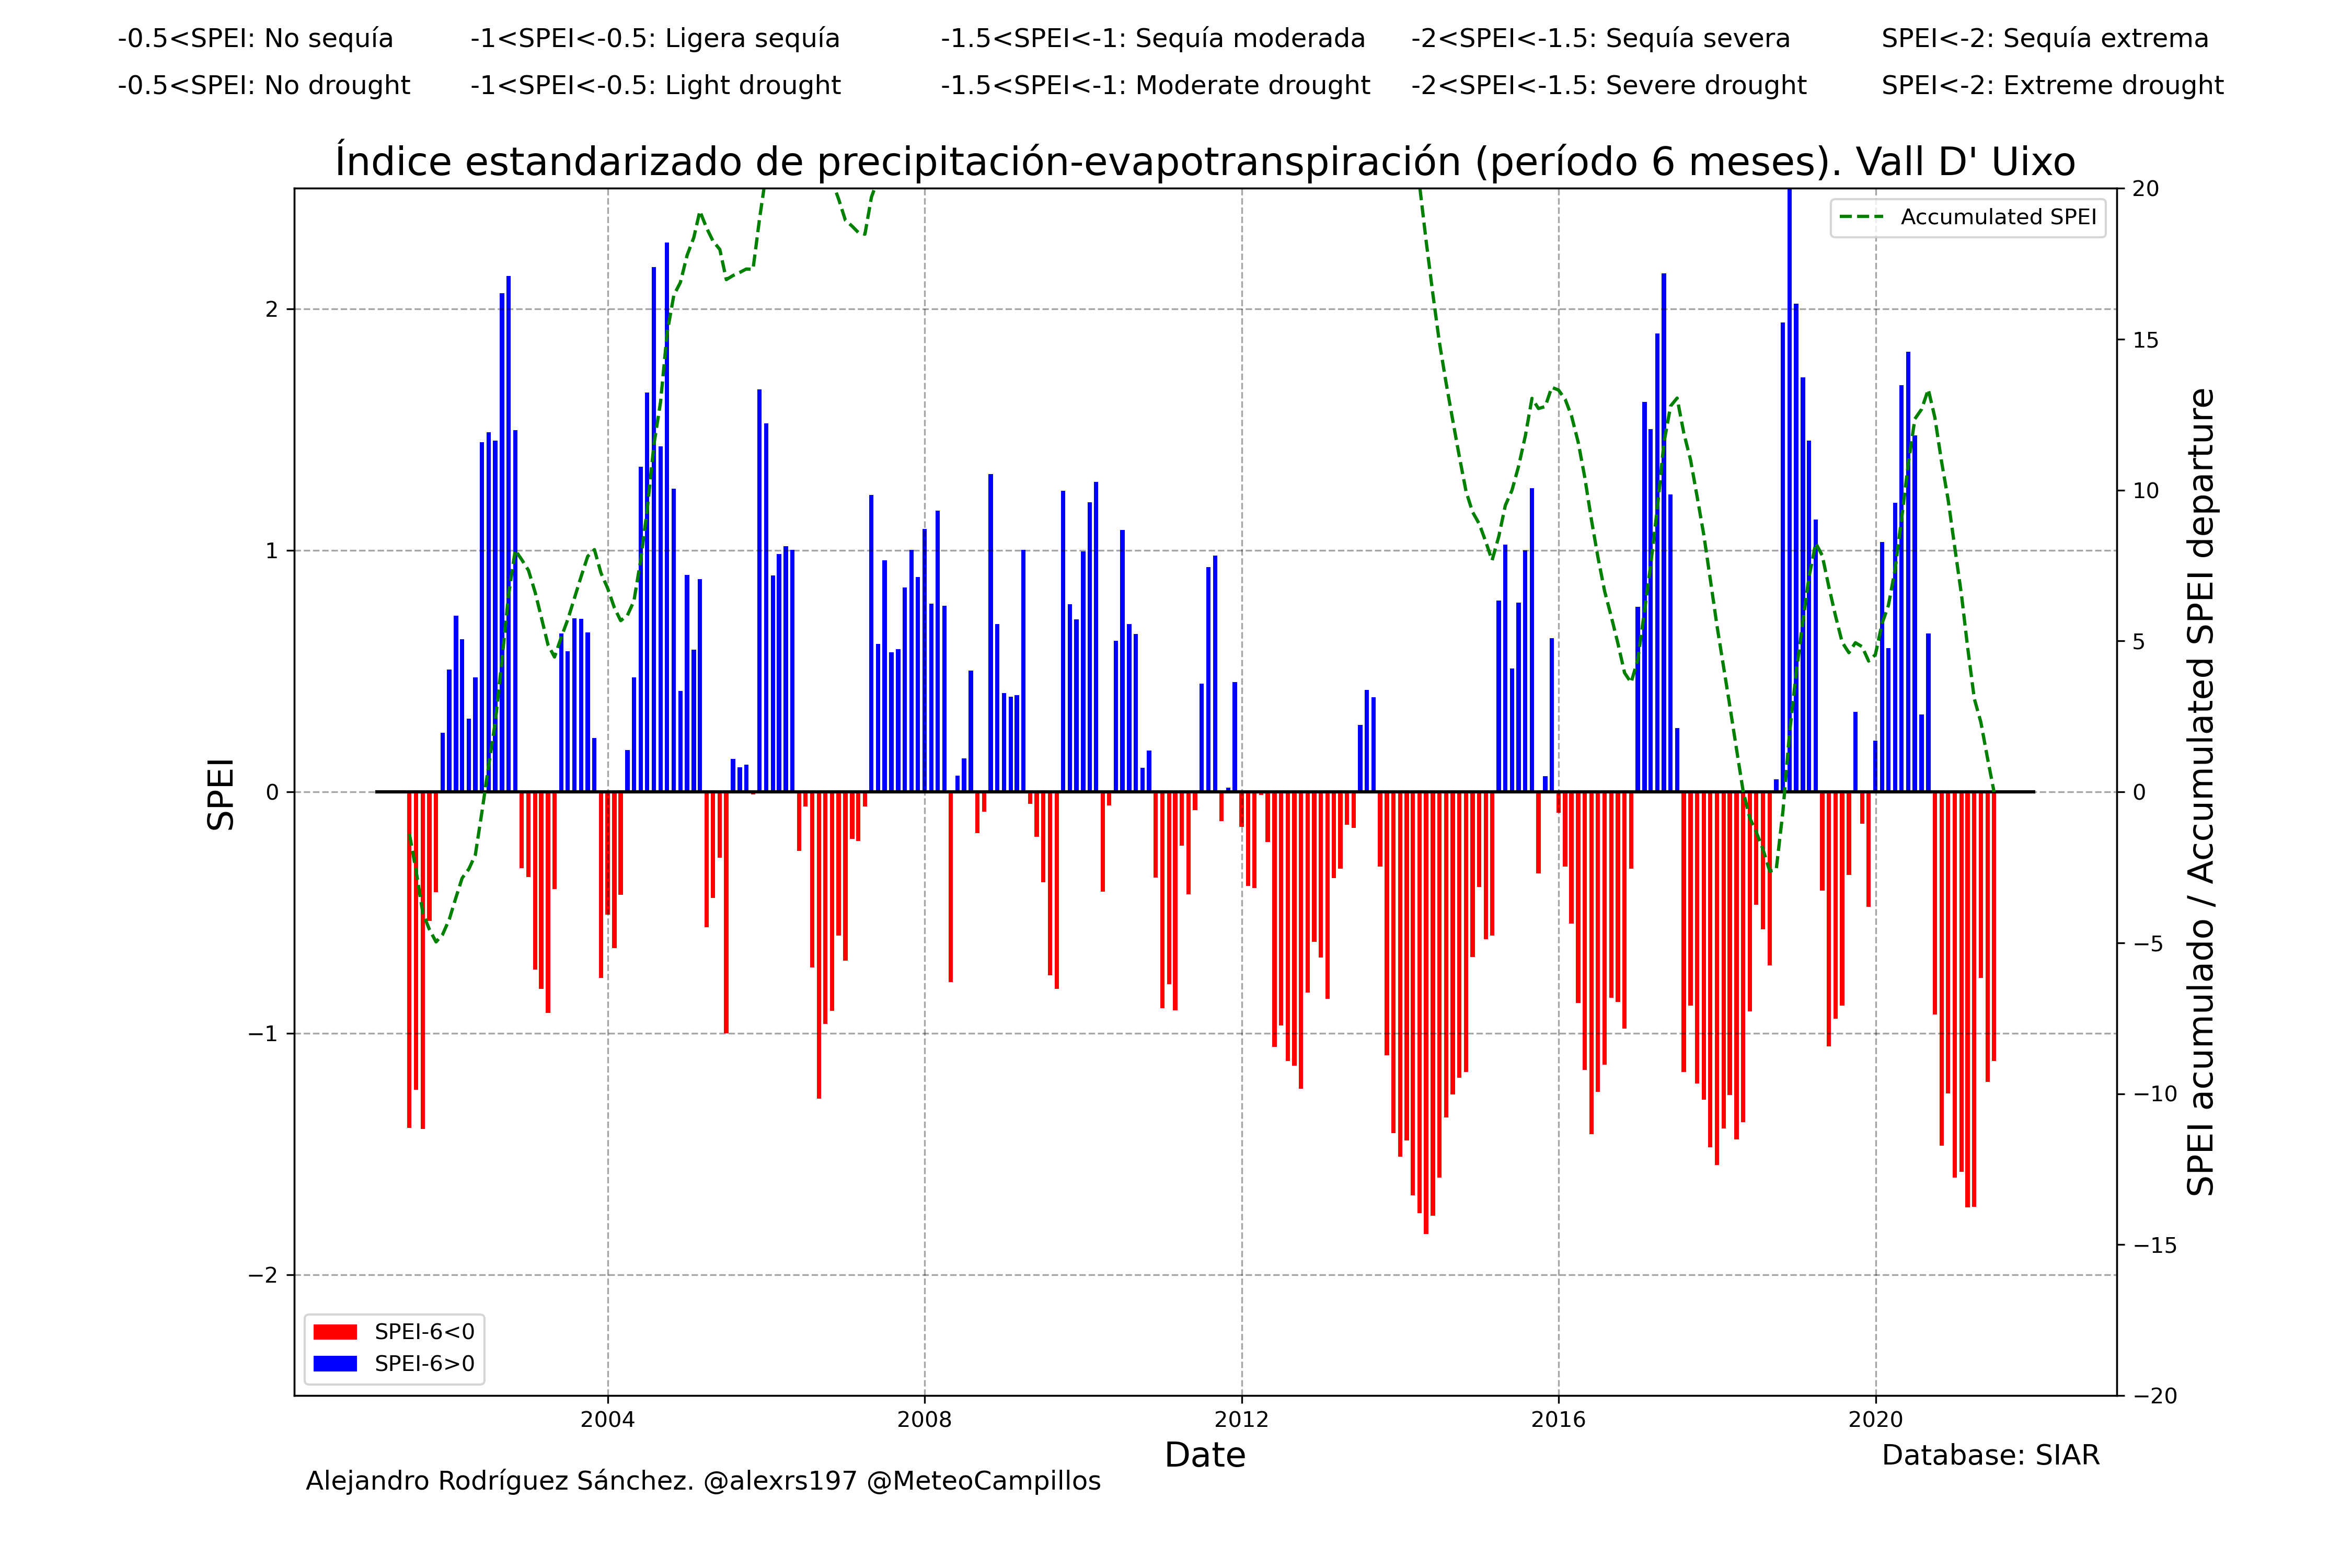 -0.5<SPEI: No sequía -1<SPEI<-0.5: Ligera sequía -1.5<SPEI<-1: Sequía moderada -2<SPEI<-1.5: Sequía severa SPEI<-2: Sequía extrema
-0.5<SPEI: No drought -1<SPEI<-0.5: Light drought -1.5<SPEI<-1: Moderate drought -2<SPEI<-1.5: Severe drought SPEI<-2: Extreme drought
Índice estandarizado de precipitación-evapotranspiración (período 6 meses). Vall D' Uixo
Accumulated SPEI
SPEI
2
1
0
−1
−2
20
15
10
5
0
−5
−10
−15
−20
SPEI acumulado / Accumulated SPEI departure
SPEI-6<0
SPEI-6>0
2004 2008 2012 2016 2020
Date
Database: SIAR
Alejandro Rodríguez Sánchez. @alexrs197 @MeteoCampillos